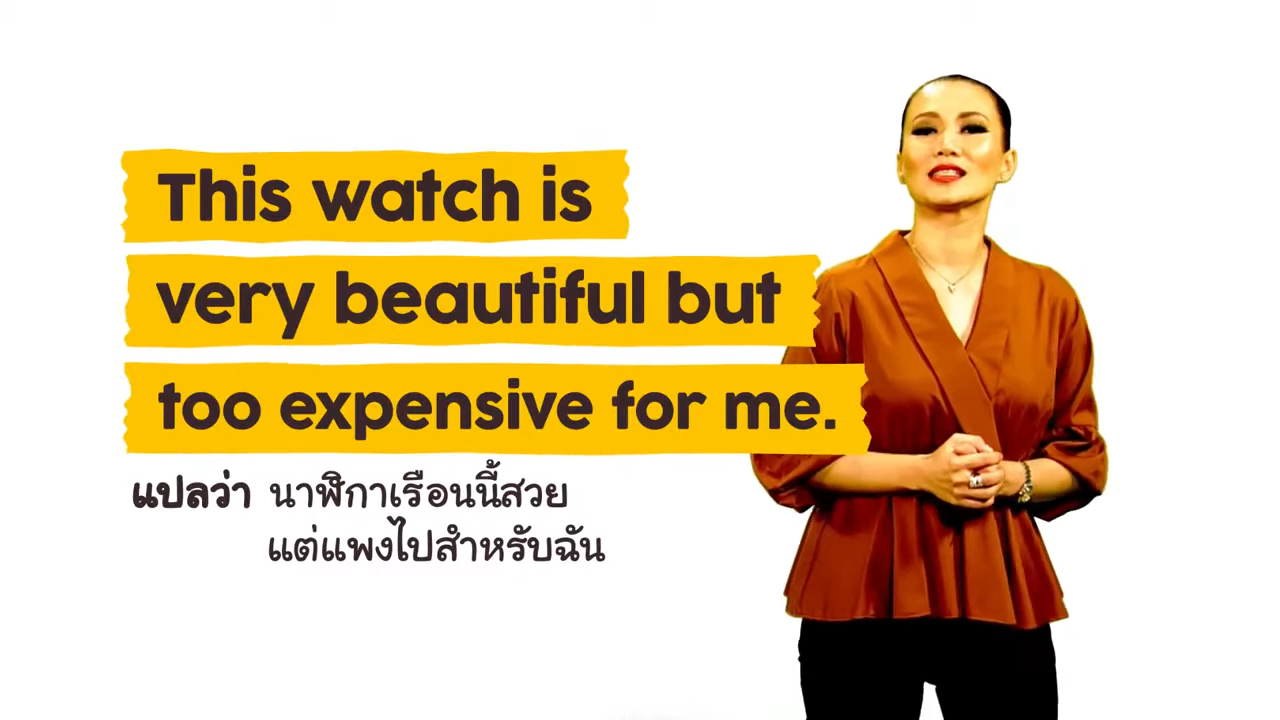 This watch is
very beautiful but
too expensive for me.
แปลว่า นาฬิกาเรือนนี้สวย
แต่แพงไปสำหรับฉัน